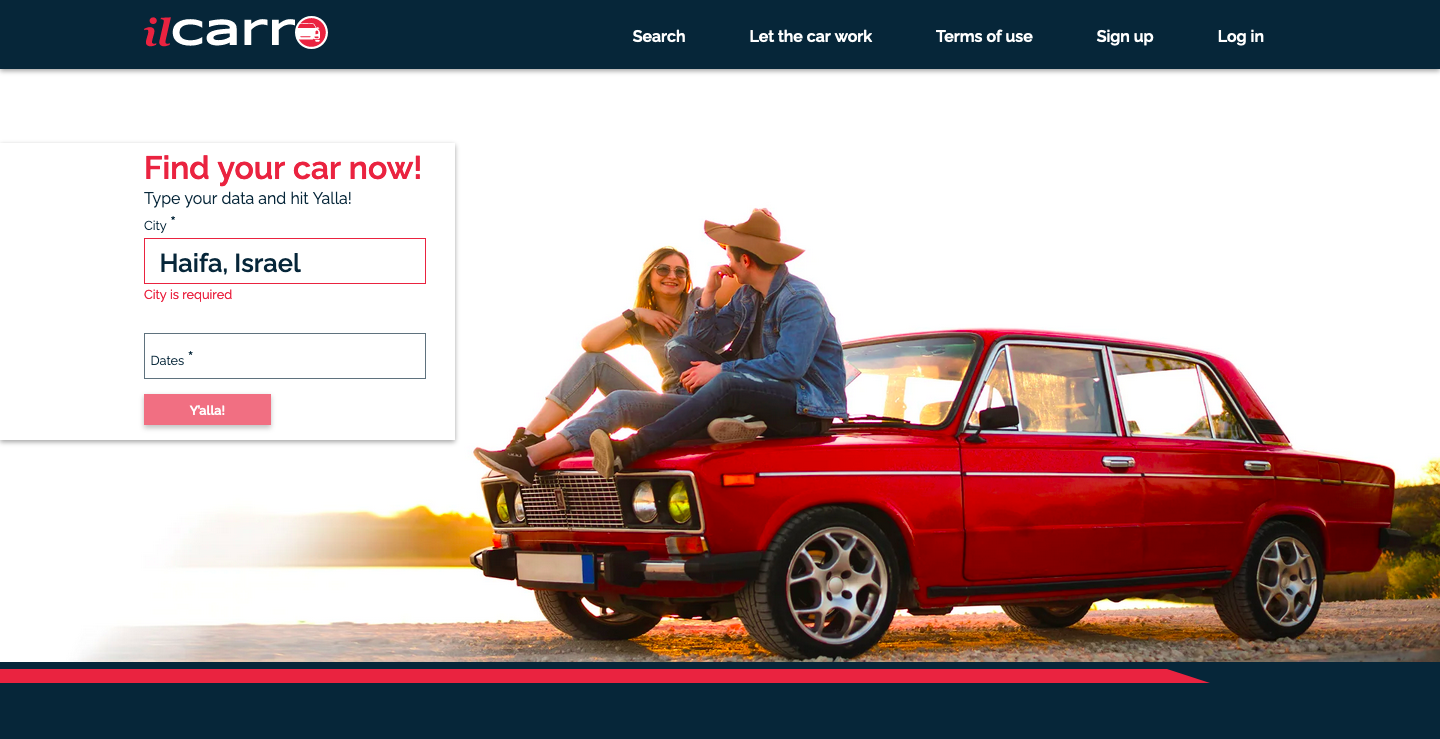 ilcarro
Search Let the car work Terms of use Sign up Log in
Find your car now!
Type your data and hit Yalla!
City *
Haifa, Israel
City is required
Dates *
Y'alla!